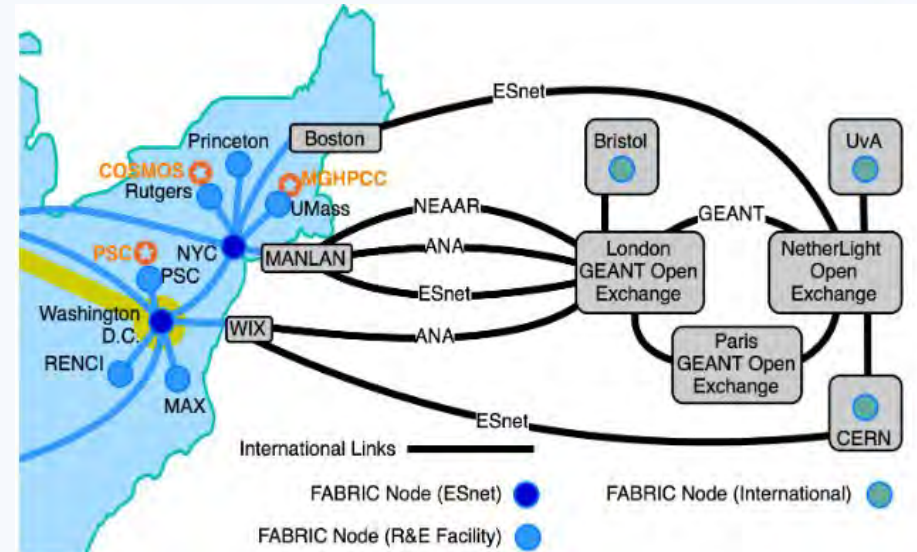 ESnet
Boston
Bristol
UvA
Princeton
COSMOS
Rutgers
MGHPCC
UMass
NEAAR
GEANT
NYC
MANLAN
ANA
London
GEANT Open
Exchange
NetherLight
Open
Exchange
PSC
PSC
ESnet
Washington
D.C.
WIX
ANA
Paris
GEANT Open
Exchange
RENCI
MAX
ESnet
CERN
International Links
FABRIC Node (ESnet)
FABRIC Node (International)
FABRIC Node (R&E Facility)